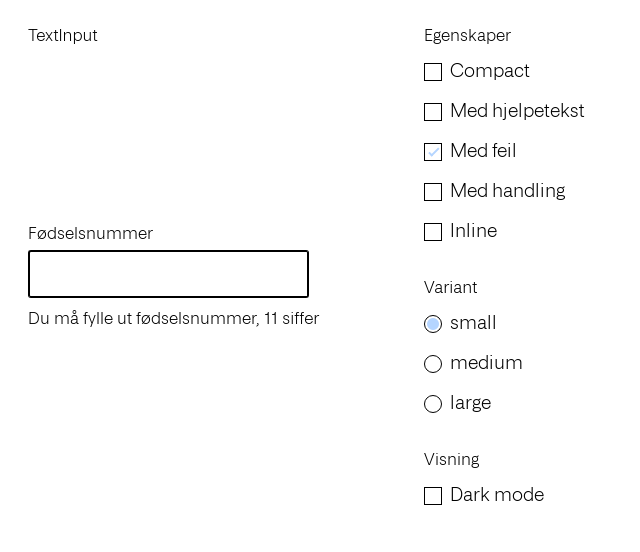 TextInput
Fødselsnummer
Du må fylle ut fødselsnummer, 11 siffer
Egenskaper
Compact
Med hjelpetekst
Med feil
Med handling
Inline
Variant
small
medium
large
Visning
Dark mode